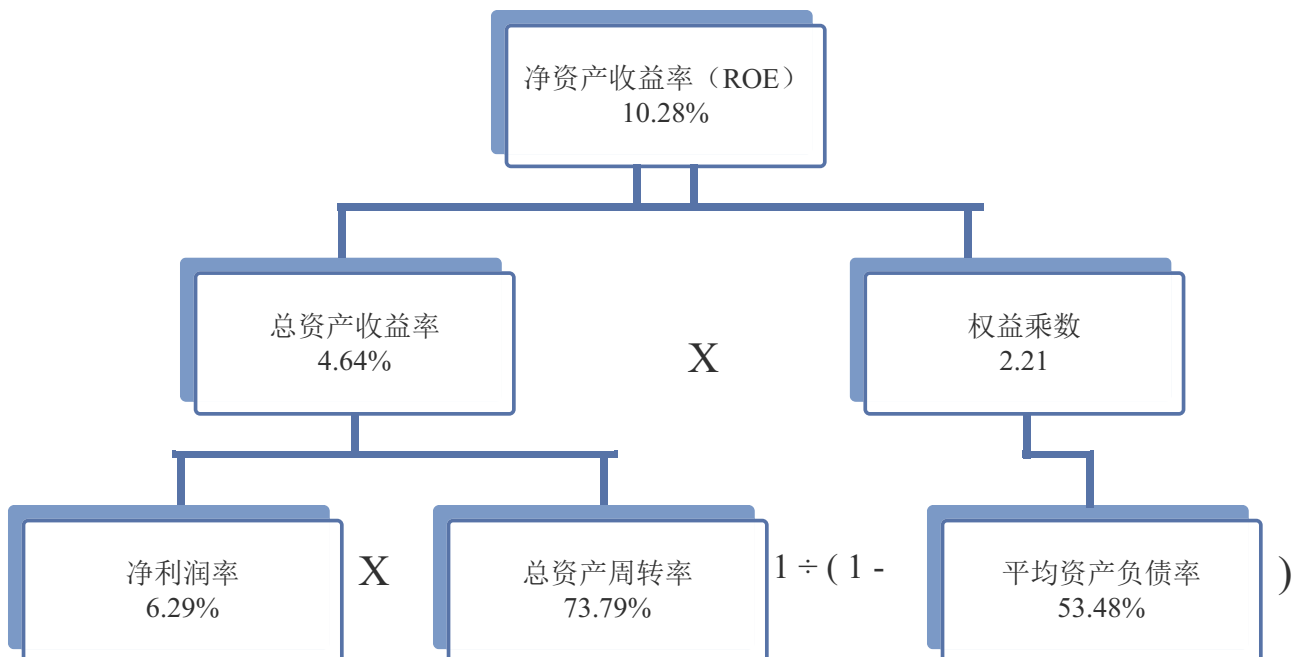 净资产收益率（ROE）
10.28%
总资产收益率
4.64%
X
权益乘数
2.21
净利润率
6.29%
X
总资产周转率
73.79%
1 ÷ ( 1 -
平均资产负债率
53.48%
)